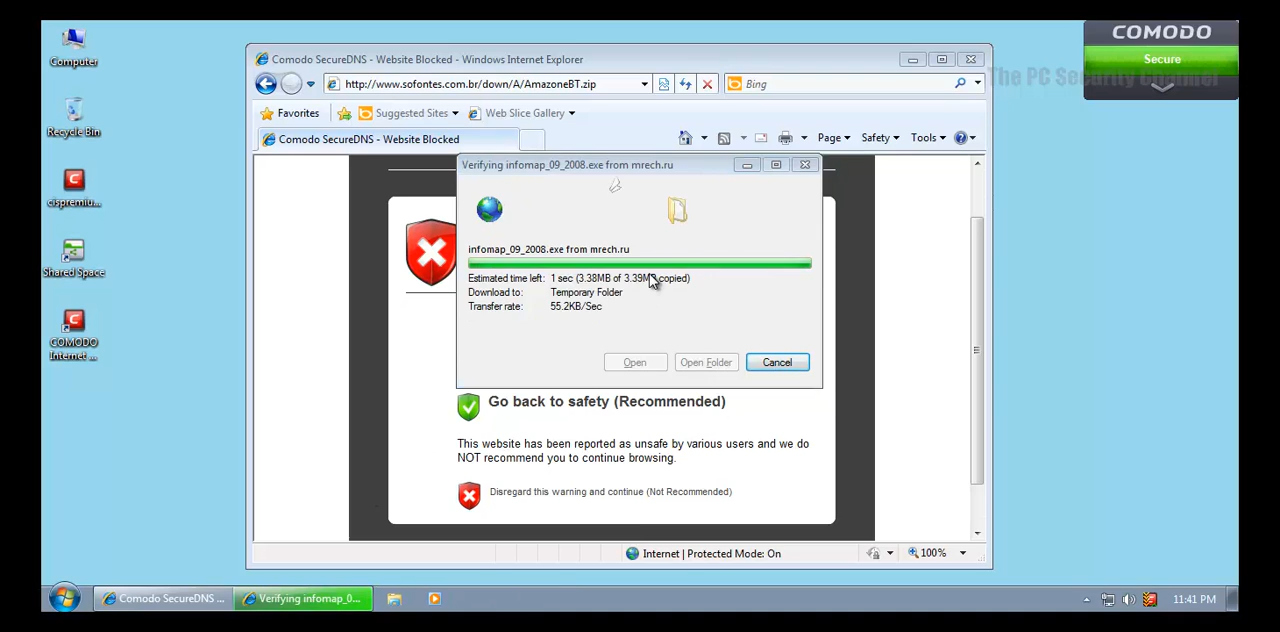 COMODO
Secure
The PC Security Channel
Computer
Recycle Bin
cispremiu...
Shared Space
COMODO
Internet ...
Comodo SecureDNS - Website Blocked - Windows Internet Explorer
http://www.sofontes.com.br/down/A/AmazoneBT.zip
Bing
Favorites
Suggested Sites
Web Slice Gallery
Comodo SecureDNS - Website Blocked
Page
Safety
Tools
Verifying infomap_09_2008.exe from mrech.ru
infomap_09_2008.exe from mrech.ru
Estimated time left: 1 sec (3.38MB of 3.39MB copied)
Download to: Temporary Folder
Transfer rate: 55.2KB/Sec
Open
Open Folder
Cancel
Go back to safety (Recommended)
This website has been reported as unsafe by various users and we do
NOT recommend you to continue browsing.
Disregard this warning and continue (Not Recommended)
Internet | Protected Mode: On
100%
Comodo SecureDNS ...
Verifying infomap_0...
11:41 PM